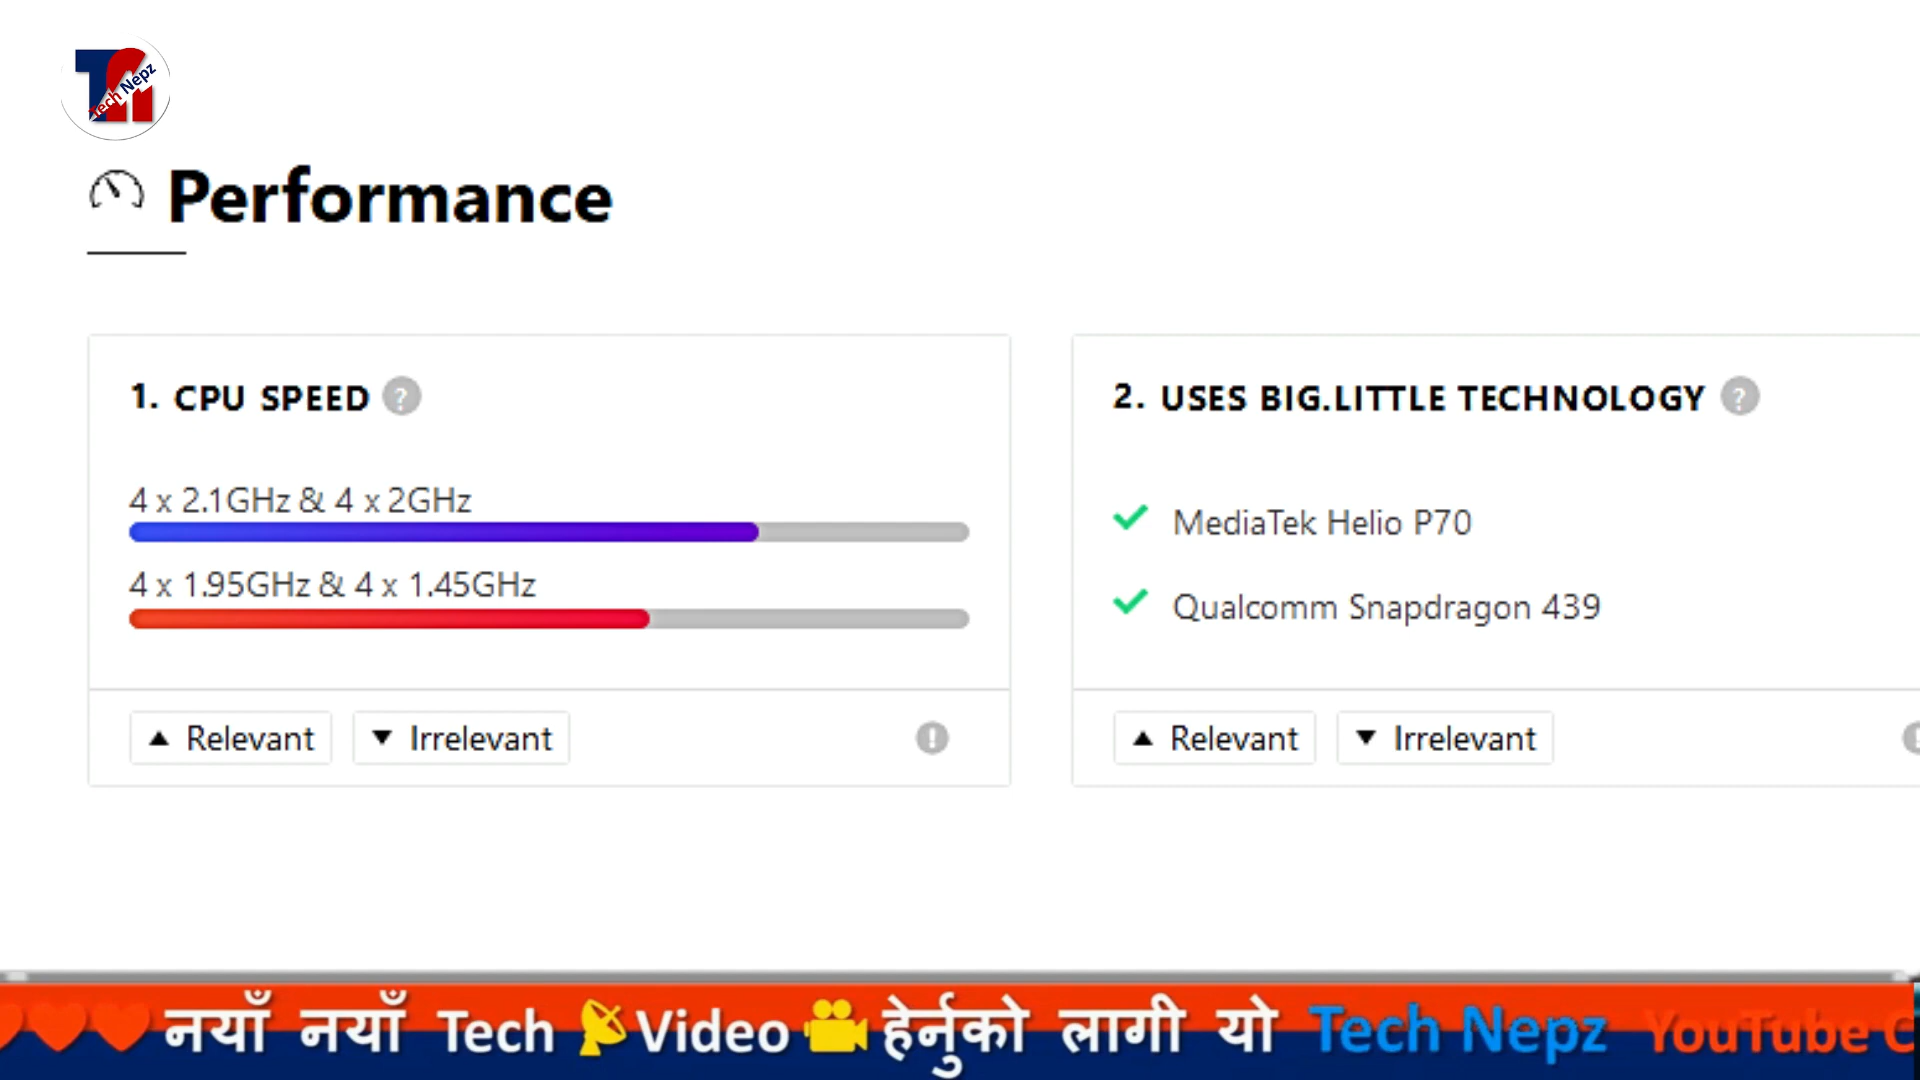 Tech Nepz
Performance
1. CPU SPEED ?
4 x 2.1GHz & 4 x 2GHz
4 x 1.95GHz & 4 x 1.45GHz
▲ Relevant ▼ Irrelevant
2. USES BIG.LITTLE TECHNOLOGY ?
MediaTek Helio P70
Qualcomm Snapdragon 439
▲ Relevant ▼ Irrelevant
नयाँ नयाँ Tech Video हेर्नुको लागी यो Tech Nepz YouTube C